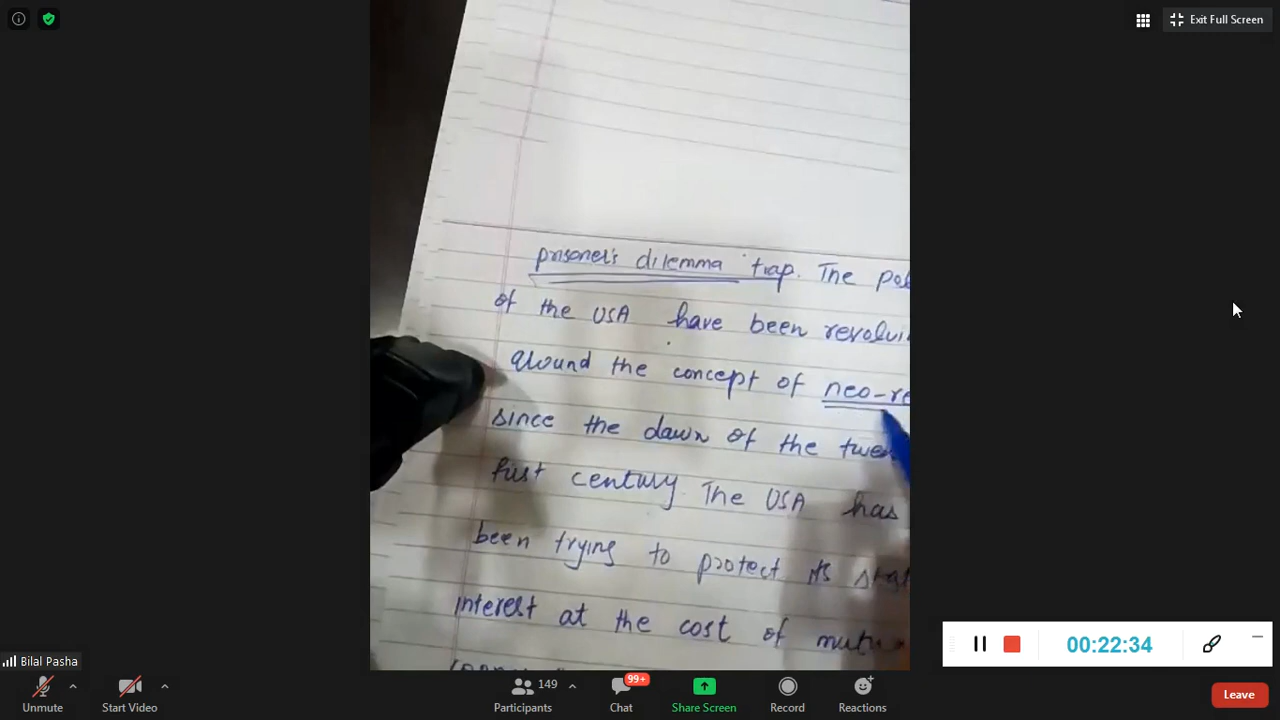 Exit Full Screen
prisoner's dilemma trap. The
of the USA have been
around the concept of
since the dawn of the
first century. The USA has
been trying to protect its
interest at the cost of
00:22:34
Bilal Pasha
Unmute
Start Video
149
Participants
99+
Chat
Share Screen
Record
Reactions
Leave